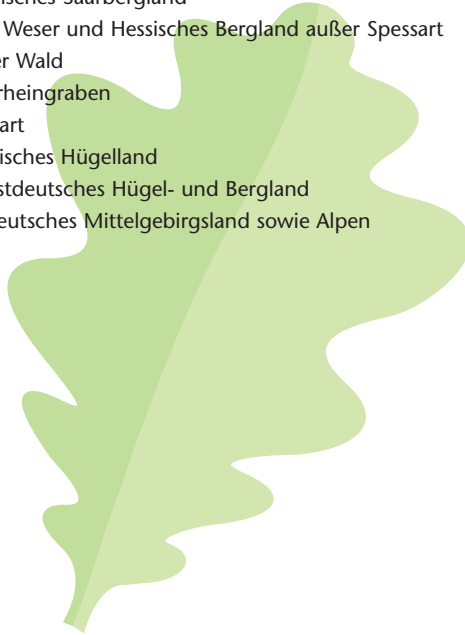 isches Saarbergland
Weser und Hessisches Bergland außer Spessart
er Wald
rheingraben
art
isches Hügelland
stdeutsches Hügel- und Bergland
eutsches Mittelgebirgsland sowie Alpen